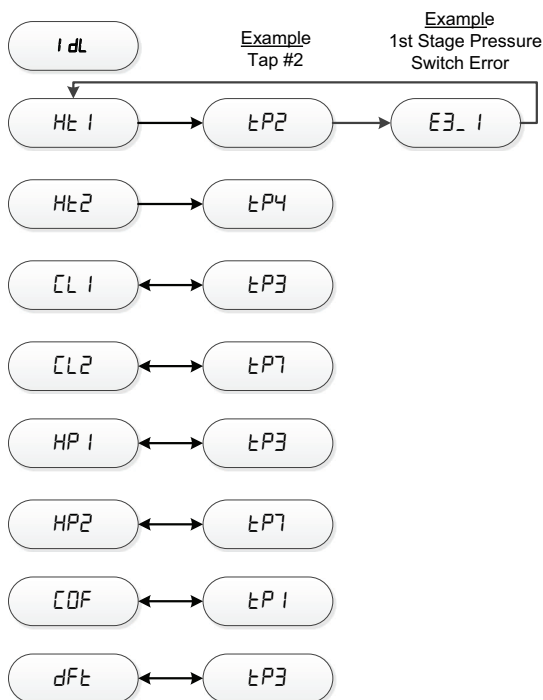 Example
1st Stage Pressure
Switch Error
Example
Tap #2
IdL
Ht1
tP2
E3_1
Ht2
tP4
CL1
tP3
CL2
tP7
HP1
tP3
HP2
tP7
COF
tP1
dFt
tP3